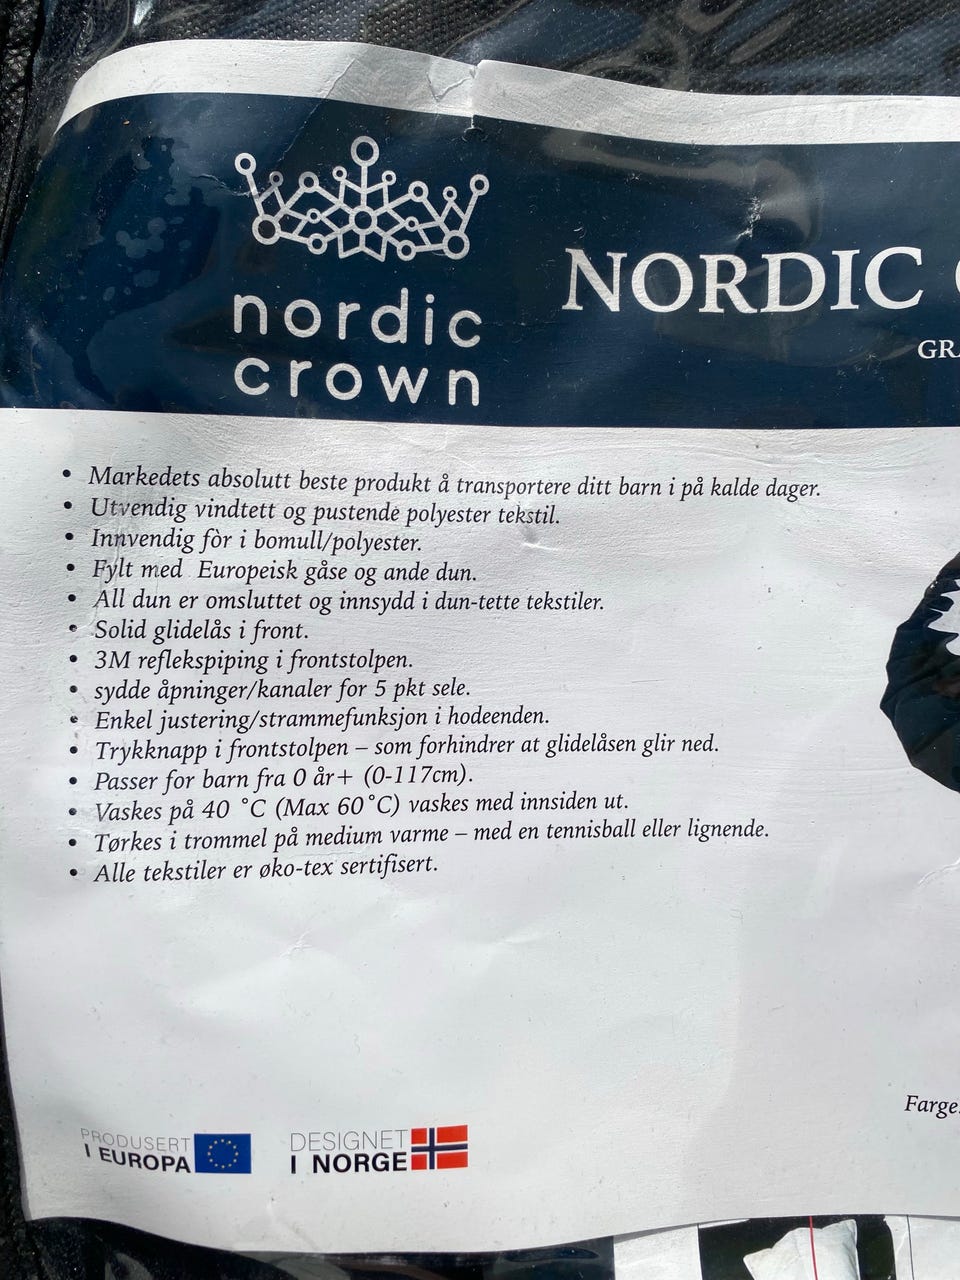 nordic
crown
NORDIC
GRA
• Markedets absolutt beste produkt å transportere ditt barn i på kalde dager.
• Utvendig vindtett og pustende polyester tekstil.
• Innvendig fòr i bomull/polyester.
• Fylt med Europeisk gåse og ande dun.
• All dun er omsluttet og innsydd i dun-tette tekstiler.
• Solid glidelås i front.
• 3M reflekspiping i frontstolpen.
• sydde åpninger/kanaler for 5 pkt sele.
• Enkel justering/strammefunksjon i hodeenden.
• Trykknapp i frontstolpen – som forhindrer at glidelåsen glir ned.
• Passer for barn fra 0 år+ (0-117cm).
• Vaskes på 40 °C (Max 60°C) vaskes med innsiden ut.
• Tørkes i trommel på medium varme – med en tennisball eller lignende.
• Alle tekstiler er øko-tex sertifisert.
Farge:
PRODUSERT
I EUROPA
DESIGNET
I NORGE